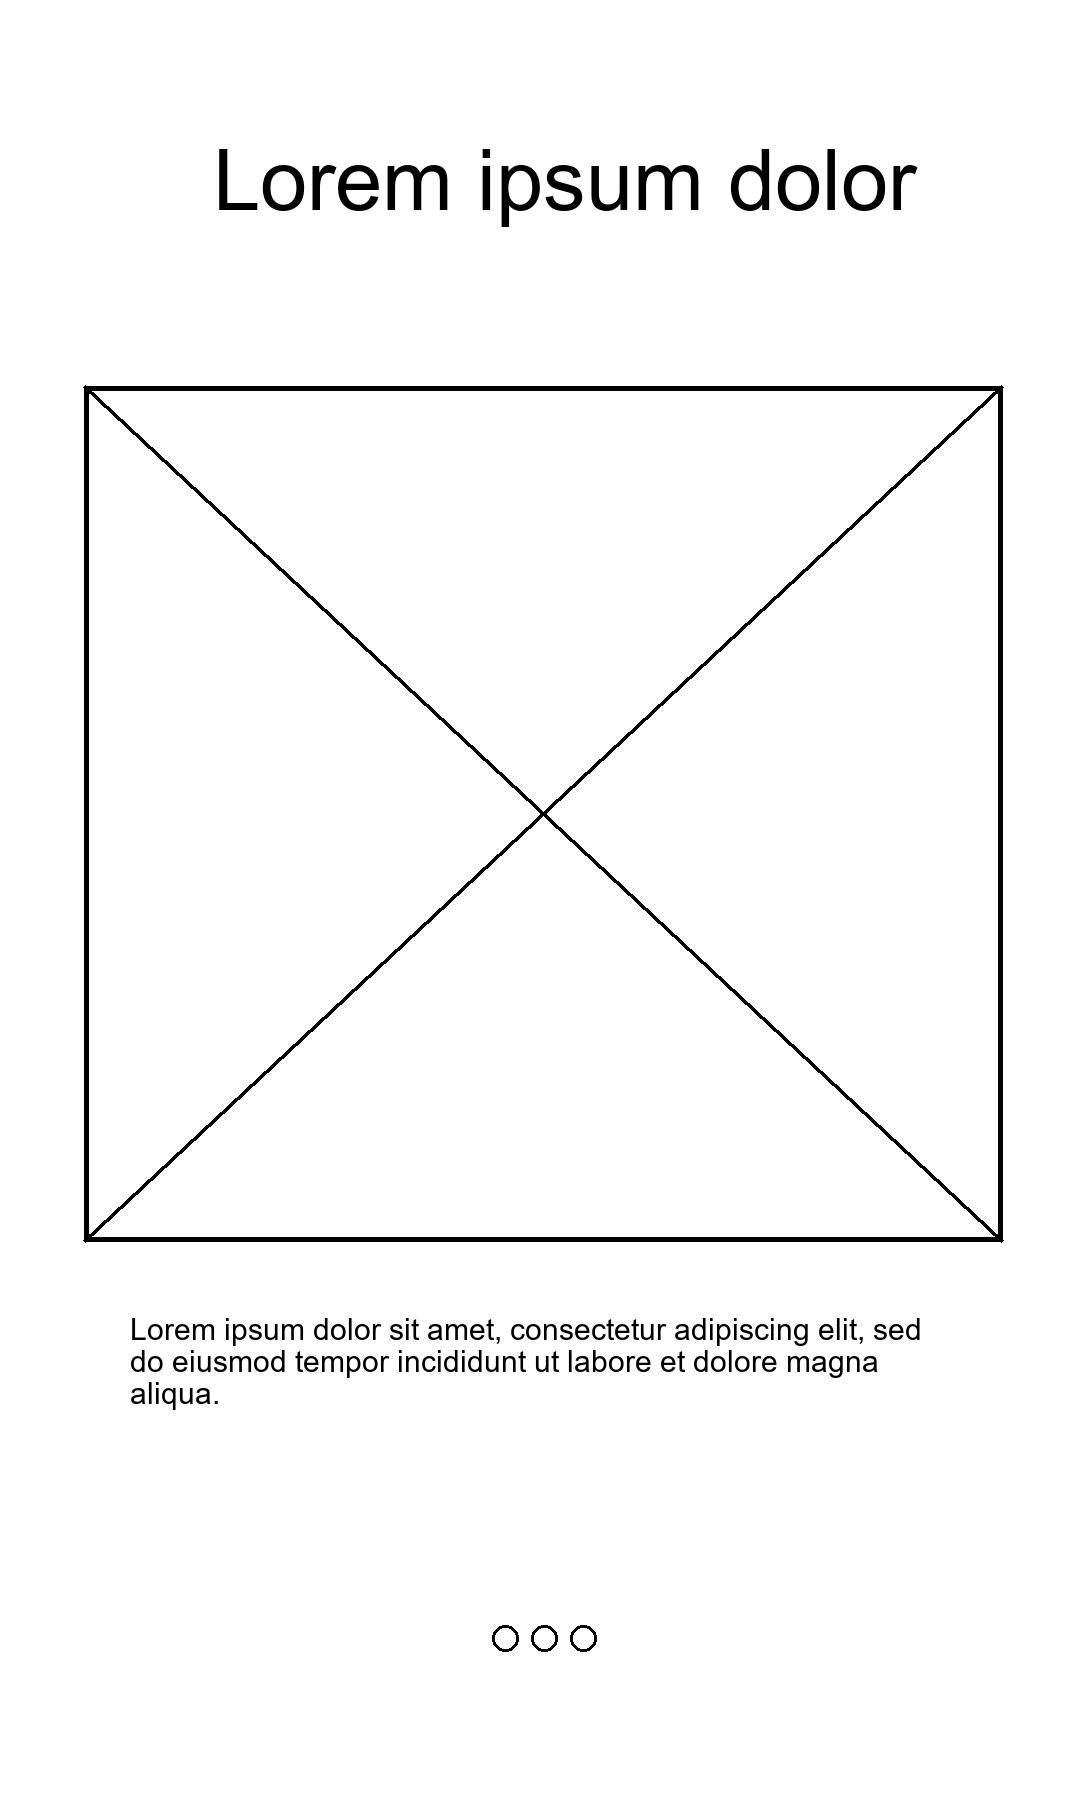 Lorem ipsum dolor
Lorem ipsum dolor sit amet, consectetur adipiscing elit, sed
do eiusmod tempor incididunt ut labore et dolore magna
aliqua.